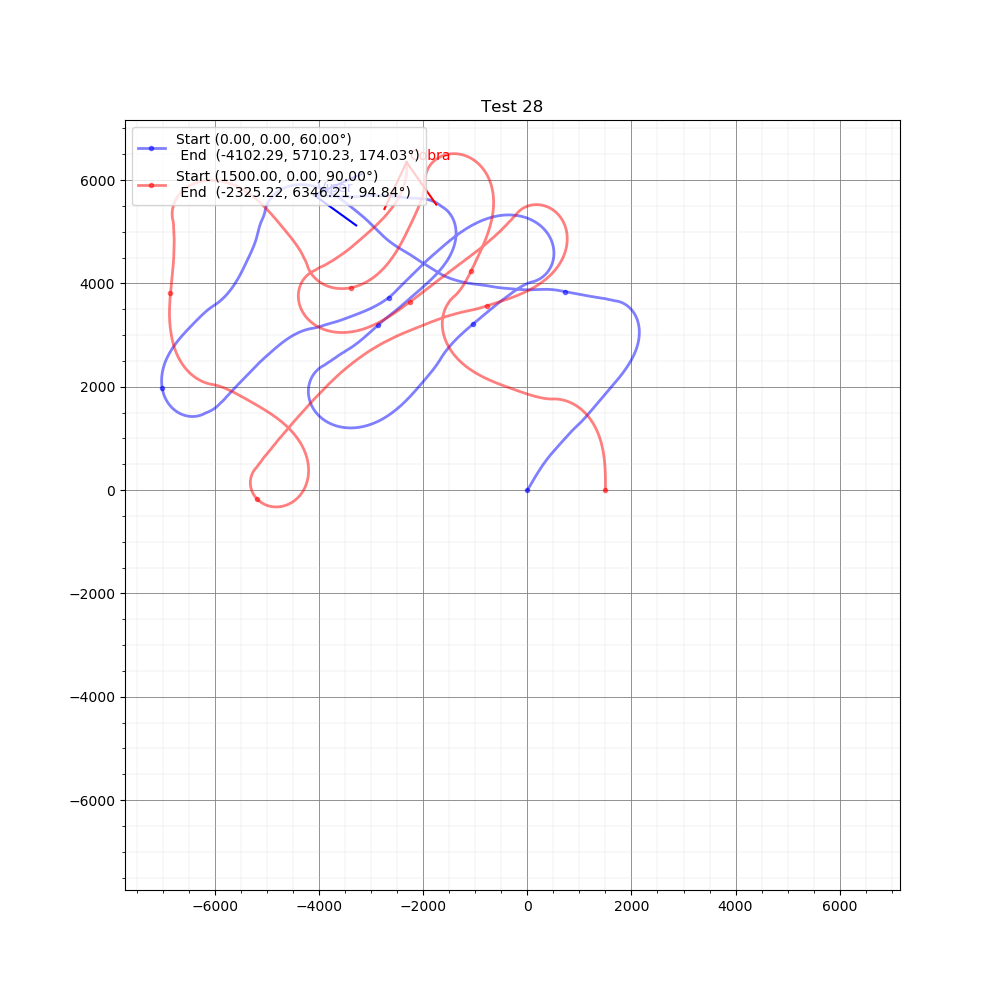 Test 28
Start (0.00, 0.00, 60.00°)
End (-4102.29, 5710.23, 174.03°)
Start (1500.00, 0.00, 90.00°)
End (-2325.22, 6346.21, 94.84°)
6000
4000
2000
0
−2000
−4000
−6000
−6000 −4000 −2000 0 2000 4000 6000